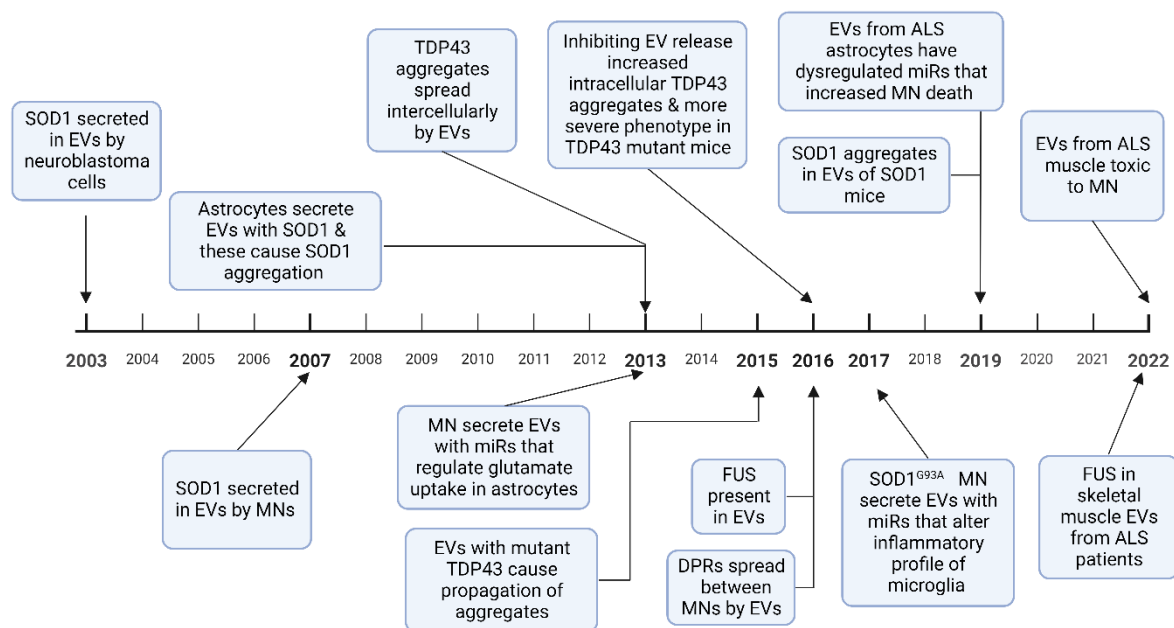 SOD1 secreted
in EVs by
neuroblastoma
cells
Astrocytes secrete
EVs with SOD1 &
these cause SOD1
aggregation
TDP43
aggregates
spread
intercellularly
by EVs
Inhibiting EV release
increased
intracellular TDP43
aggregates & more
severe phenotype in
TDP43 mutant mice
EVs from ALS
astrocytes have
dysregulated miRs that
increased MN death
SOD1 aggregates
in EVs of SOD1
mice
EVs from ALS
muscle toxic
to MN
2003 2004 2005 2006 2007 2008 2009 2010 2011 2012 2013 2014 2015 2016 2017 2018 2019 2020 2021 2022
SOD1 secreted
in EVs by MNs
MN secrete EVs
with miRs that
regulate glutamate
uptake in astrocytes
EVs with mutant
TDP43 cause
propagation of
aggregates
FUS
present
in EVs
DPRs spread
between
MNs by EVs
SOD1ᴳ⁹³ᴬ MN
secrete EVs with
miRs that alter
inflammatory
profile of
microglia
FUS in
skeletal
muscle EVs
from ALS
patients